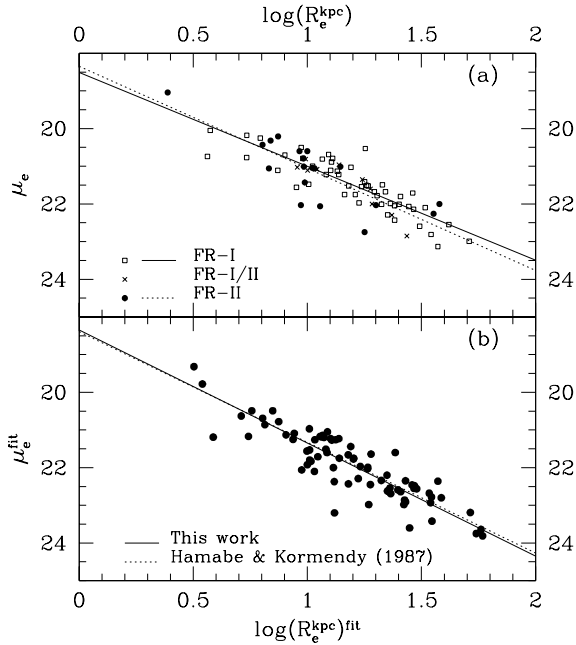 log(R_e^kpc)
0 0.5 1 1.5 2
(a)
20 20
μ_e
22 22
24 24
FR-I
FR-I/II
FR-II
(b)
20 20
μ_e^fit
22 22
24 24
This work
Hamabe & Kormendy (1987)
0 0.5 1 1.5 2
log(R_e^kpc)^fit